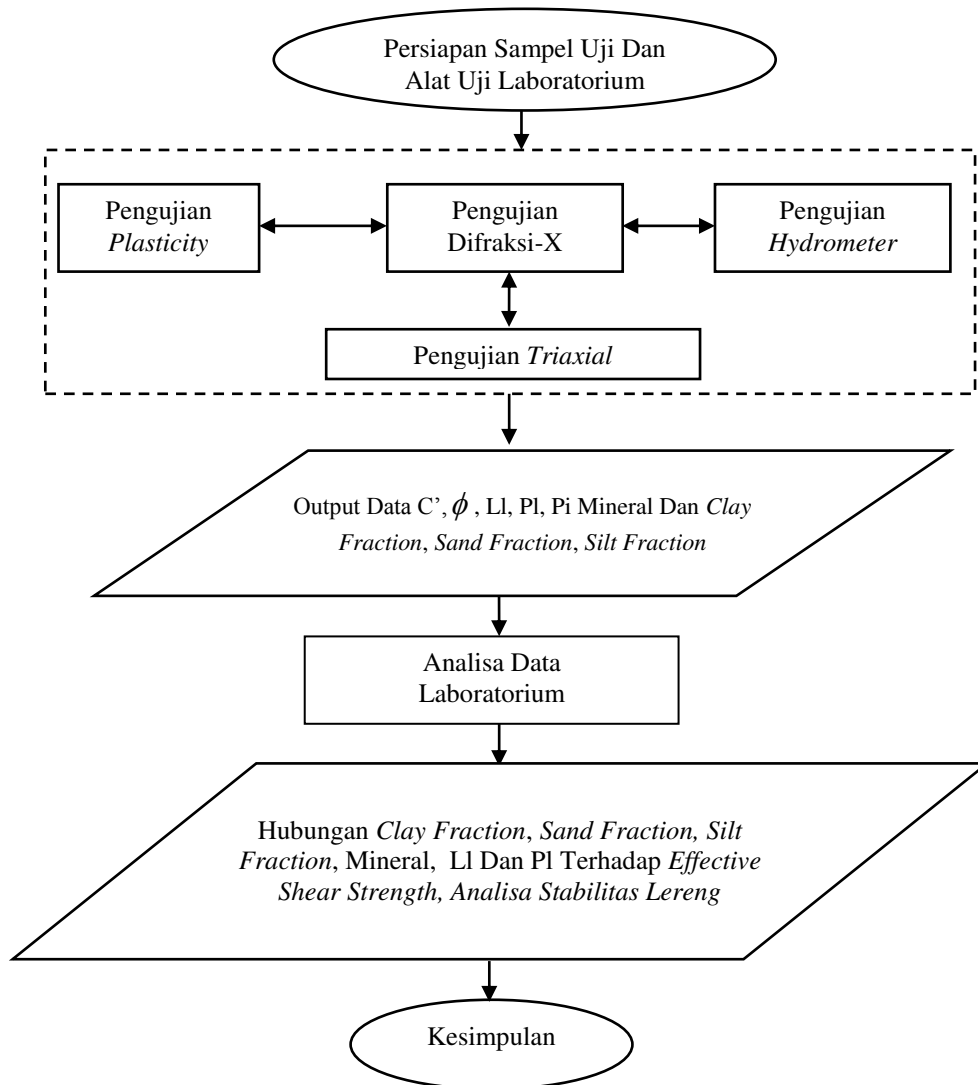 Persiapan Sampel Uji Dan
Alat Uji Laboratorium
Pengujian
Plasticity
Pengujian
Difraksi-X
Pengujian
Hydrometer
Pengujian Triaxial
Output Data C’, ϕ , Ll, Pl, Pi Mineral Dan Clay
Fraction, Sand Fraction, Silt Fraction
Analisa Data
Laboratorium
Hubungan Clay Fraction, Sand Fraction, Silt
Fraction, Mineral, Ll Dan Pl Terhadap Effective
Shear Strength, Analisa Stabilitas Lereng
Kesimpulan